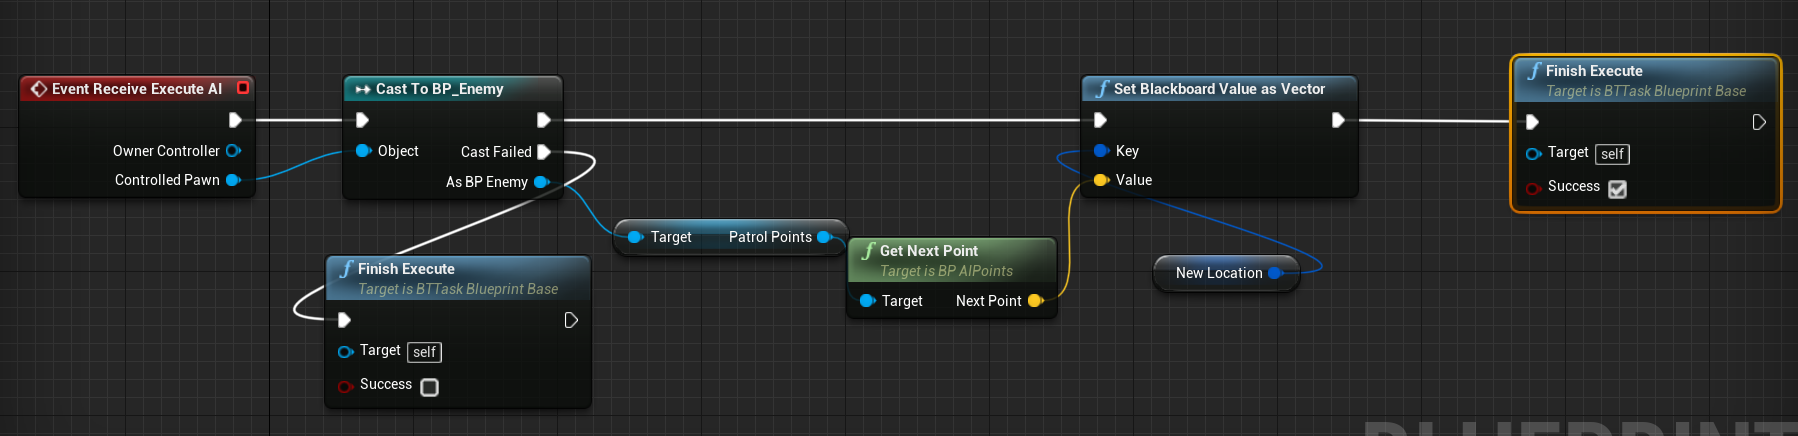 Event Receive Execute AI
Owner Controller
Controlled Pawn
Cast To BP_Enemy
Object
Cast Failed
As BP Enemy
Finish Execute
Target is BTTask Blueprint Base
Target self
Success
Target Patrol Points
Get Next Point
Target is BP AIPoints
Target Next Point
Set Blackboard Value as Vector
Key
Value
New Location
Finish Execute
Target is BTTask Blueprint Base
Target self
Success
BLUEPRINT